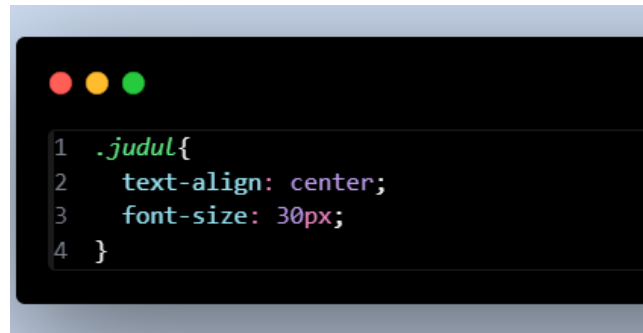 1 .judul{
2 text-align: center;
3 font-size: 30px;
4 }